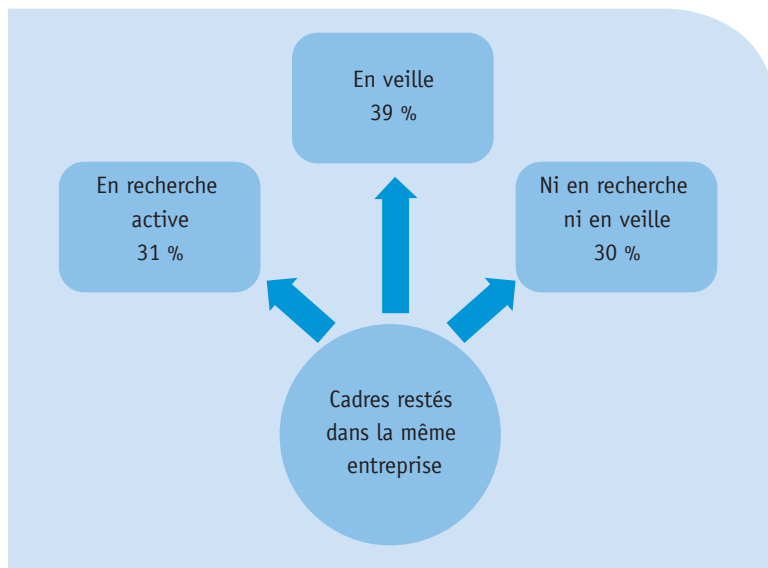 En veille
39 %
En recherche
active
31 %
Ni en recherche
ni en veille
30 %
Cadres restés
dans la même
entreprise